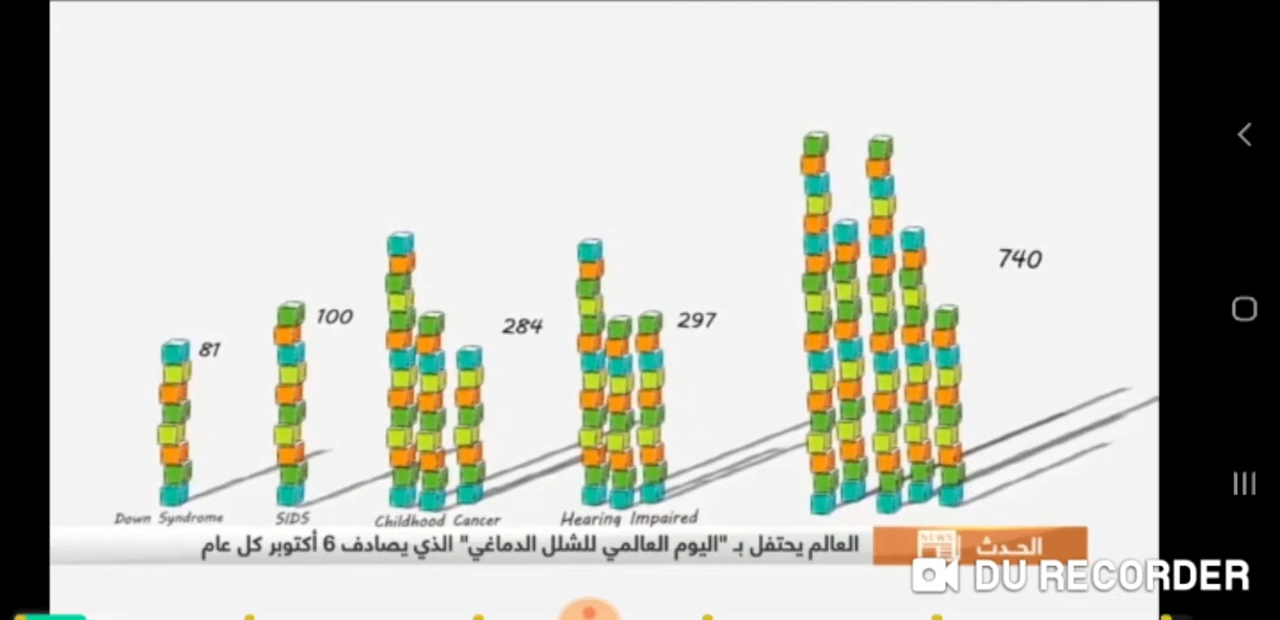 740
100
284
297
81
Down Syndrome
SIDS
Childhood Cancer
Hearing Impaired
الحدث
NEWS
العالم يحتفل بـ "اليوم العالمي للشلل الدماغي" الذي يصادف 6 أكتوبر كل عام
DU RECORDER